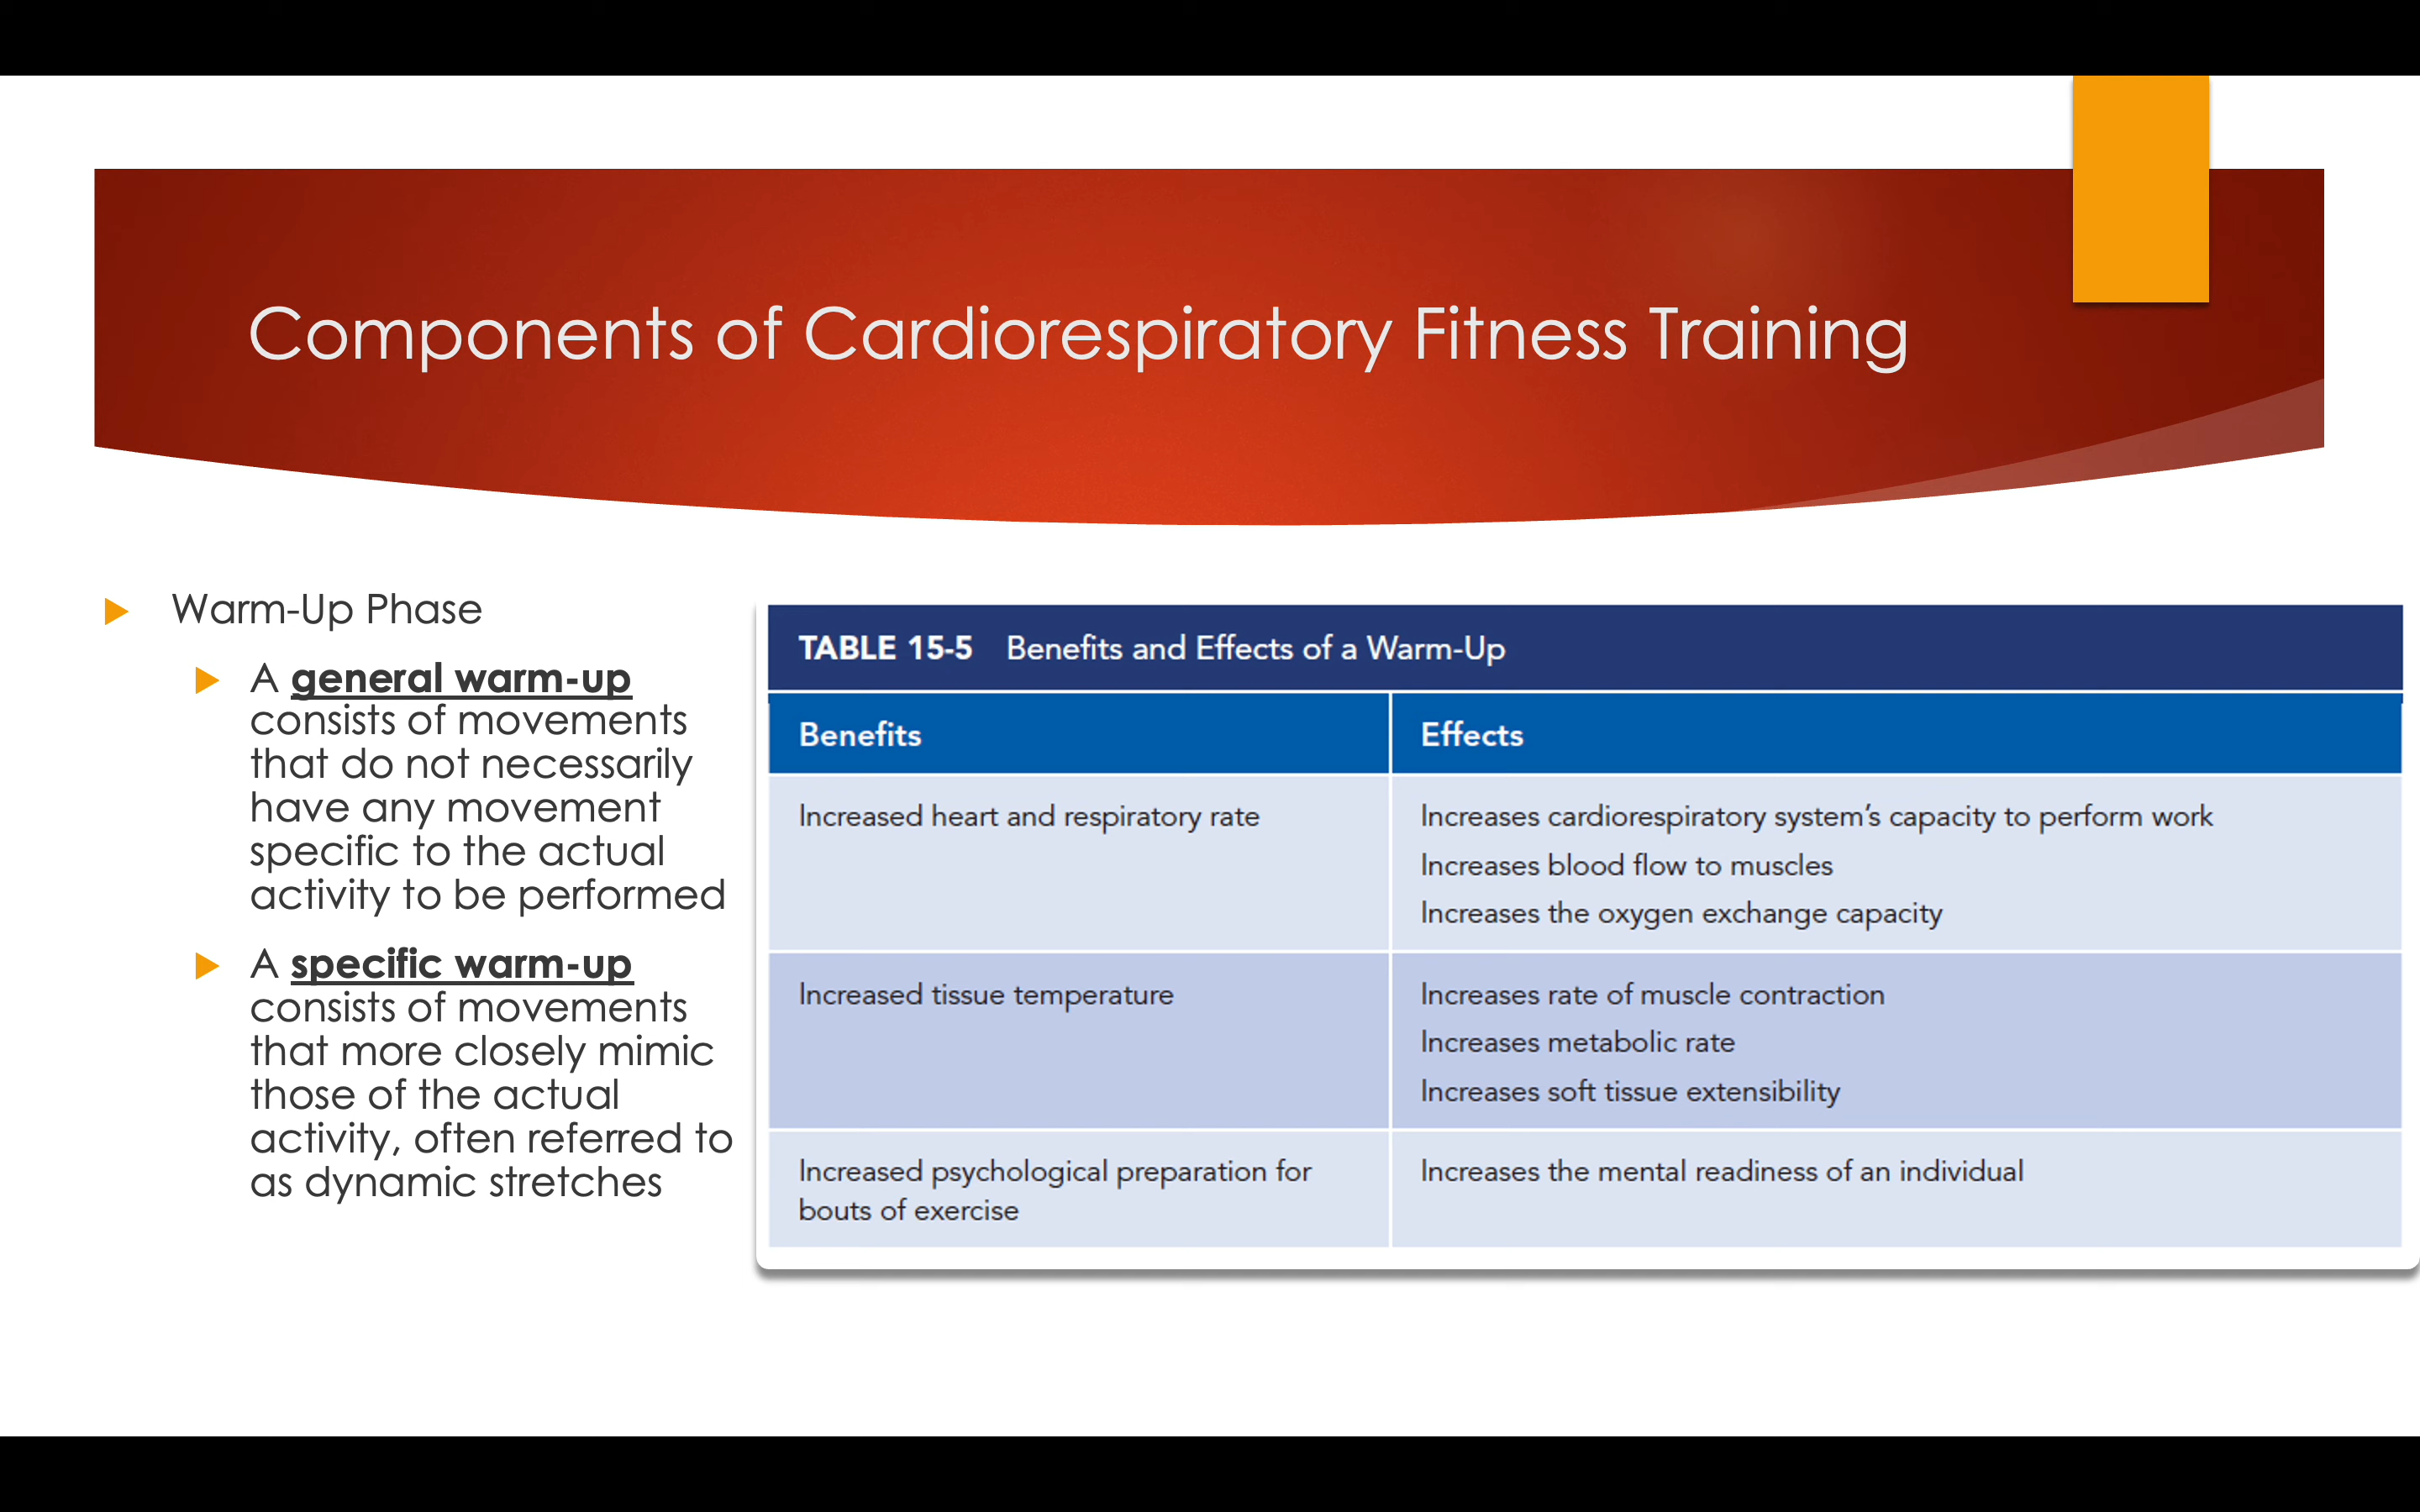 Components of Cardiorespiratory Fitness Training
Warm-Up Phase
A general warm-up
consists of movements
that do not necessarily
have any movement
specific to the actual
activity to be performed
A specific warm-up
consists of movements
that more closely mimic
those of the actual
activity, often referred to
as dynamic stretches
TABLE 15-5 Benefits and Effects of a Warm-Up
Benefits Effects
Increased heart and respiratory rate Increases cardiorespiratory system's capacity to perform work
Increases blood flow to muscles
Increases the oxygen exchange capacity
Increased tissue temperature Increases rate of muscle contraction
Increases metabolic rate
Increases soft tissue extensibility
Increased psychological preparation for Increases the mental readiness of an individual
bouts of exercise